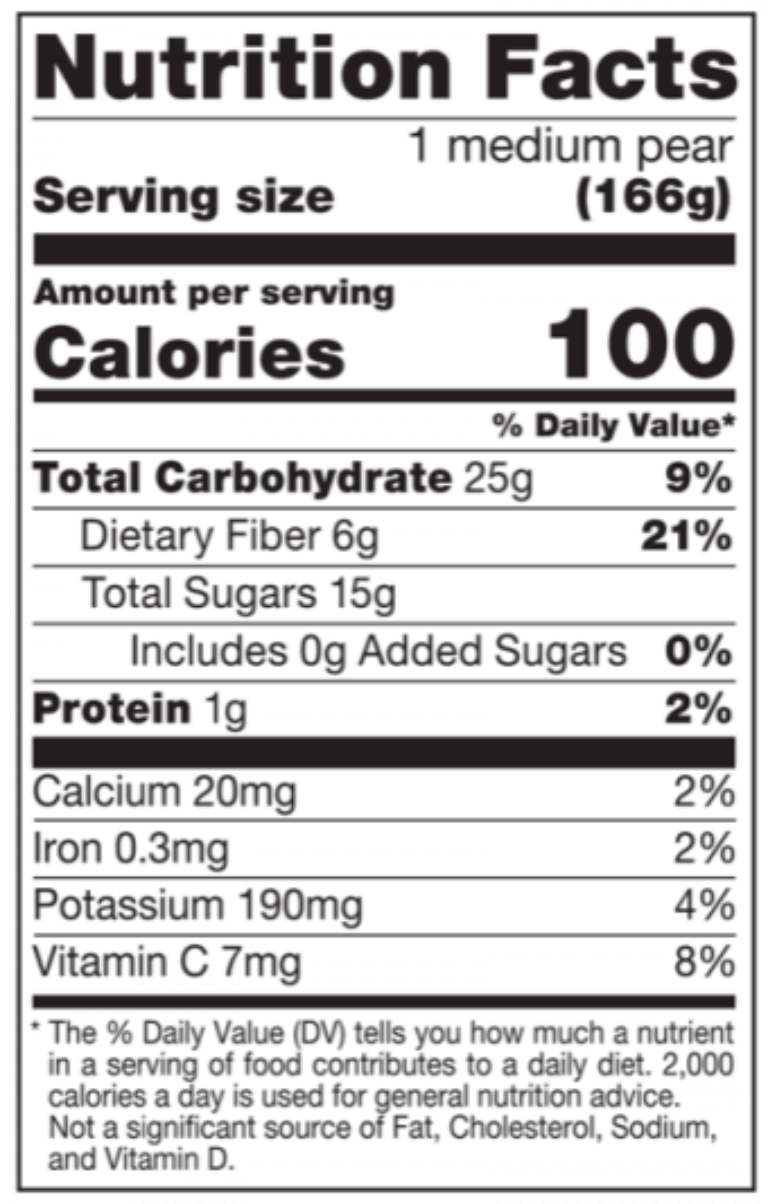 Nutrition Facts
1 medium pear
Serving size (166g)
Amount per serving
Calories 100
% Daily Value*
Total Carbohydrate 25g 9%
Dietary Fiber 6g 21%
Total Sugars 15g
Includes 0g Added Sugars 0%
Protein 1g 2%
Calcium 20mg 2%
Iron 0.3mg 2%
Potassium 190mg 4%
Vitamin C 7mg 8%
* The % Daily Value (DV) tells you how much a nutrient
in a serving of food contributes to a daily diet. 2,000
calories a day is used for general nutrition advice.
Not a significant source of Fat, Cholesterol, Sodium,
and Vitamin D.